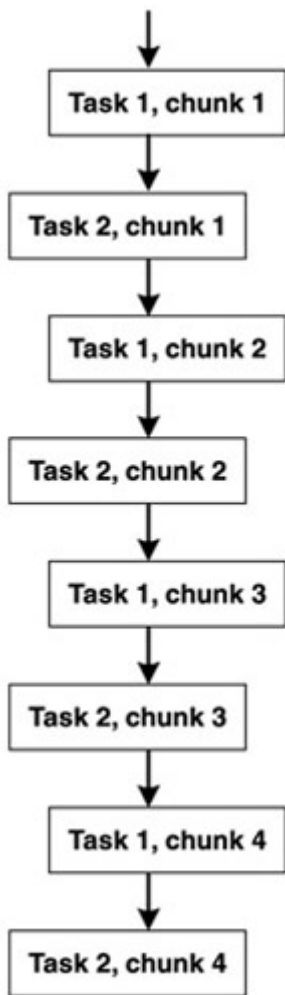 Task 1, chunk 1
Task 2, chunk 1
Task 1, chunk 2
Task 2, chunk 2
Task 1, chunk 3
Task 2, chunk 3
Task 1, chunk 4
Task 2, chunk 4